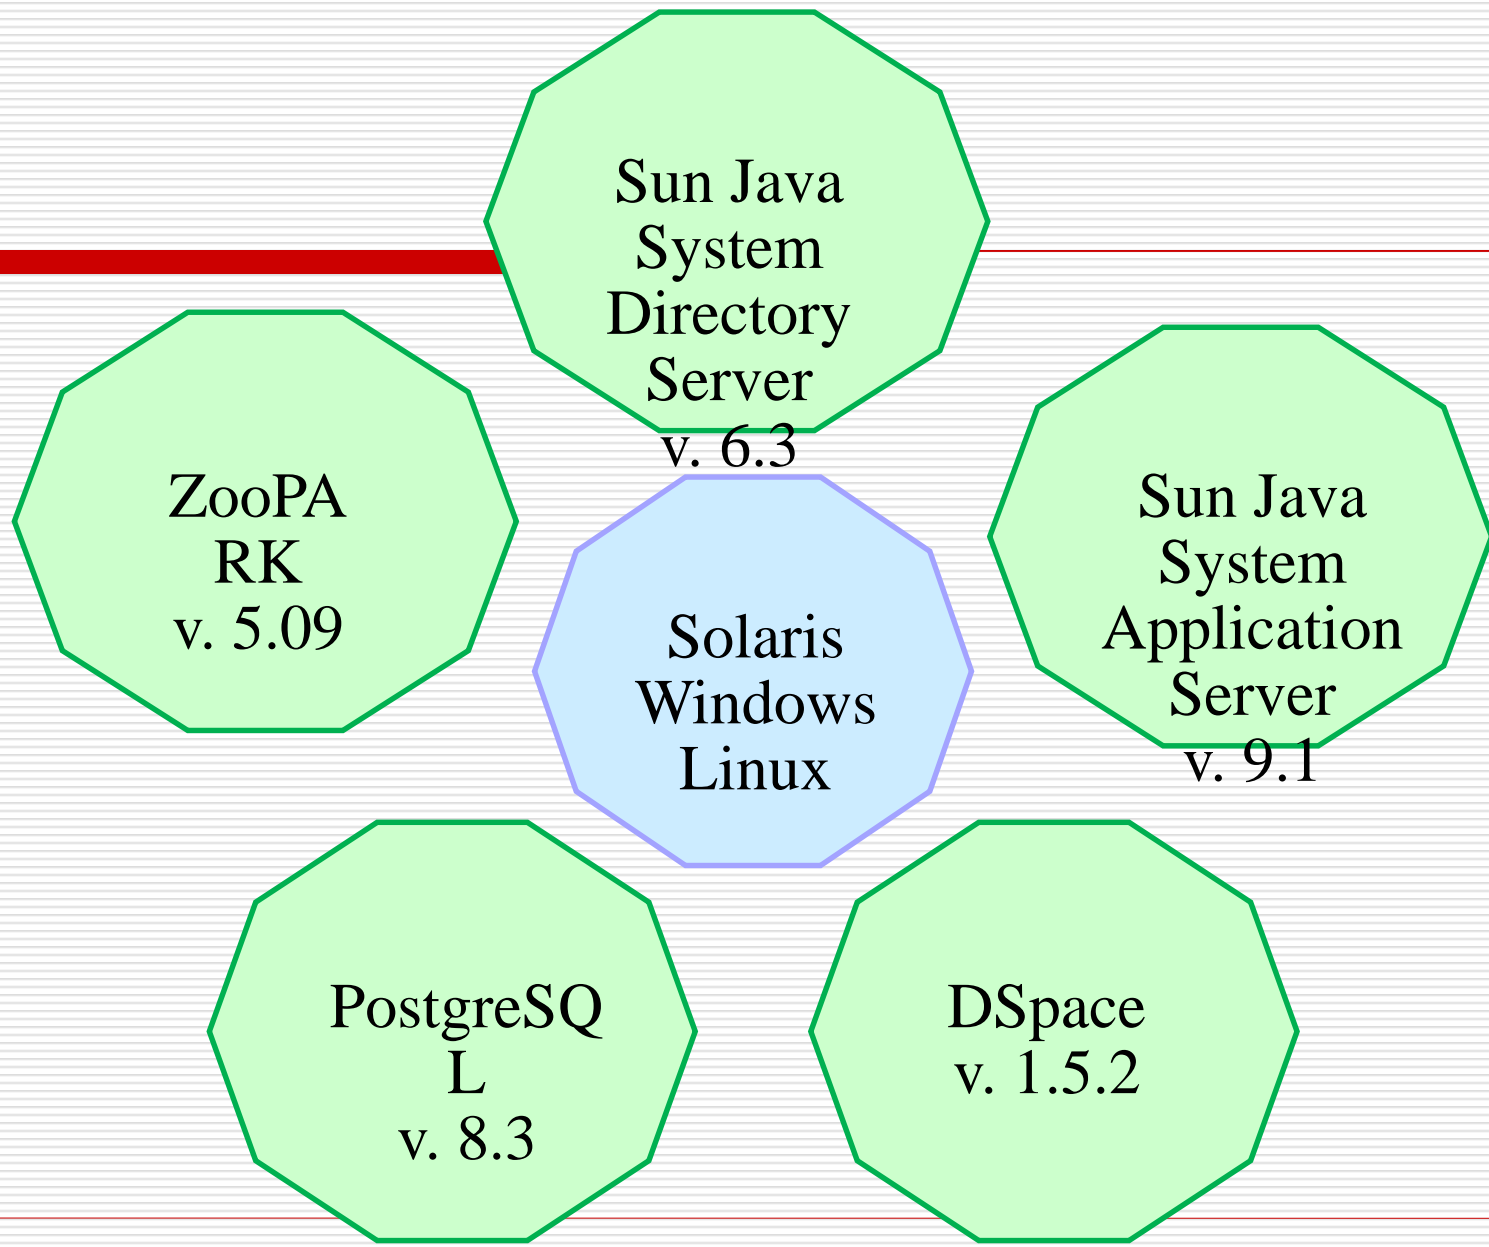 Sun Java
System
Directory
Server
v. 6.3
ZooPA
RK
v. 5.09
Sun Java
System
Application
Server
v. 9.1
Solaris
Windows
Linux
PostgreSQ
L
v. 8.3
DSpace
v. 1.5.2